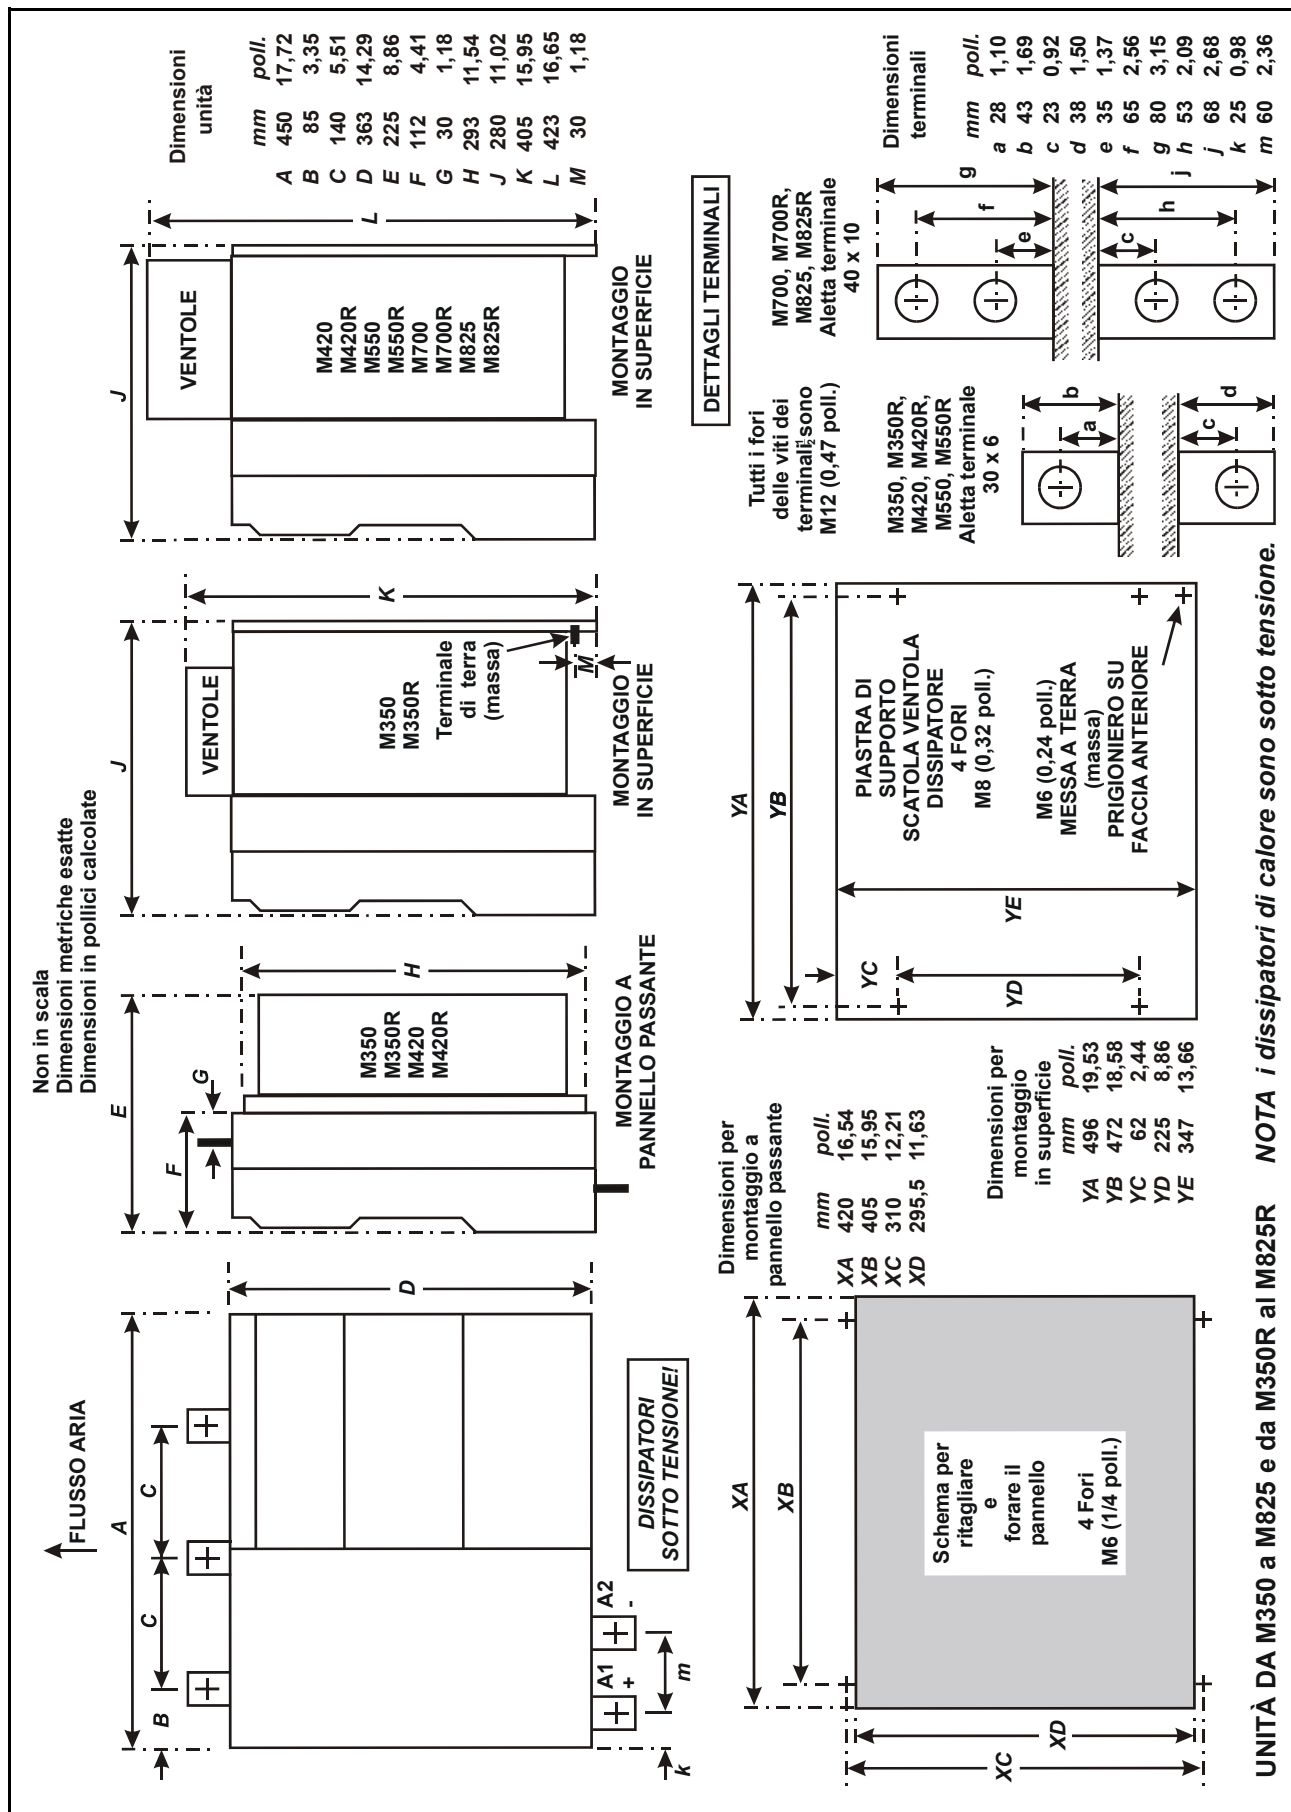 Non in scala
Dimensioni metriche esatte
Dimensioni in pollici calcolate
FLUSSO ARIA
A
B
C
C
D
k
m
A1
+
A2
-
DISSIPATORI
SOTTO TENSIONE!
E
F
G
H
M350
M350R
M420
M420R
MONTAGGIO A
PANNELLO PASSANTE
J
K
VENTOLE
M350
M350R
Terminale
di terra
(massa)
M
MONTAGGIO
IN SUPERFICIE
J
L
VENTOLE
M420
M420R
M550
M550R
M700
M700R
M825
M825R
MONTAGGIO
IN SUPERFICIE
Dimensioni
unità
mm poll.
A 450 17,72
B 85 3,35
C 140 5,51
D 363 14,29
E 225 8,86
F 112 4,41
G 30 1,18
H 293 11,54
J 280 11,02
K 405 15,95
L 423 16,65
M 30 1,18
XA
XB
XC
XD
Schema per
ritagliare
e
forare il
pannello
4 Fori
M6 (1/4 poll.)
Dimensioni per
montaggio a
pannello passante
mm poll.
XA 420 16,54
XB 405 15,95
XC 310 12,21
XD 295,5 11,63
Dimensioni per
montaggio
in superficie
mm poll.
YA 496 19,53
YB 472 18,58
YC 62 2,44
YD 225 8,86
YE 347 13,66
YA
YB
YC
YD
YE
PIASTRA DI
SUPPORTO
SCATOLA VENTOLA
DISSIPATORE
4 FORI
M8 (0,32 poll.)
M6 (0,24 poll.)
MESSA A TERRA
(massa)
PRIGIONIERO SU
FACCIA ANTERIORE
DETTAGLI TERMINALI
Tutti i fori
delle viti dei
terminali sono
M12 (0,47 poll.)
M350, M350R,
M420, M420R,
M550, M550R
Aletta terminale
30 x 6
a
b
c
d
M700, M700R,
M825, M825R
Aletta terminale
40 x 10
e
f
g
c
h
j
Dimensioni
terminali
mm poll.
a 28 1,10
b 43 1,69
c 23 0,92
d 38 1,50
e 35 1,37
f 65 2,56
g 80 3,15
h 53 2,09
j 68 2,68
k 25 0,98
m 60 2,36
UNITÀ DA M350 a M825 e da M350R al M825R NOTA i dissipatori di calore sono sotto tensione.